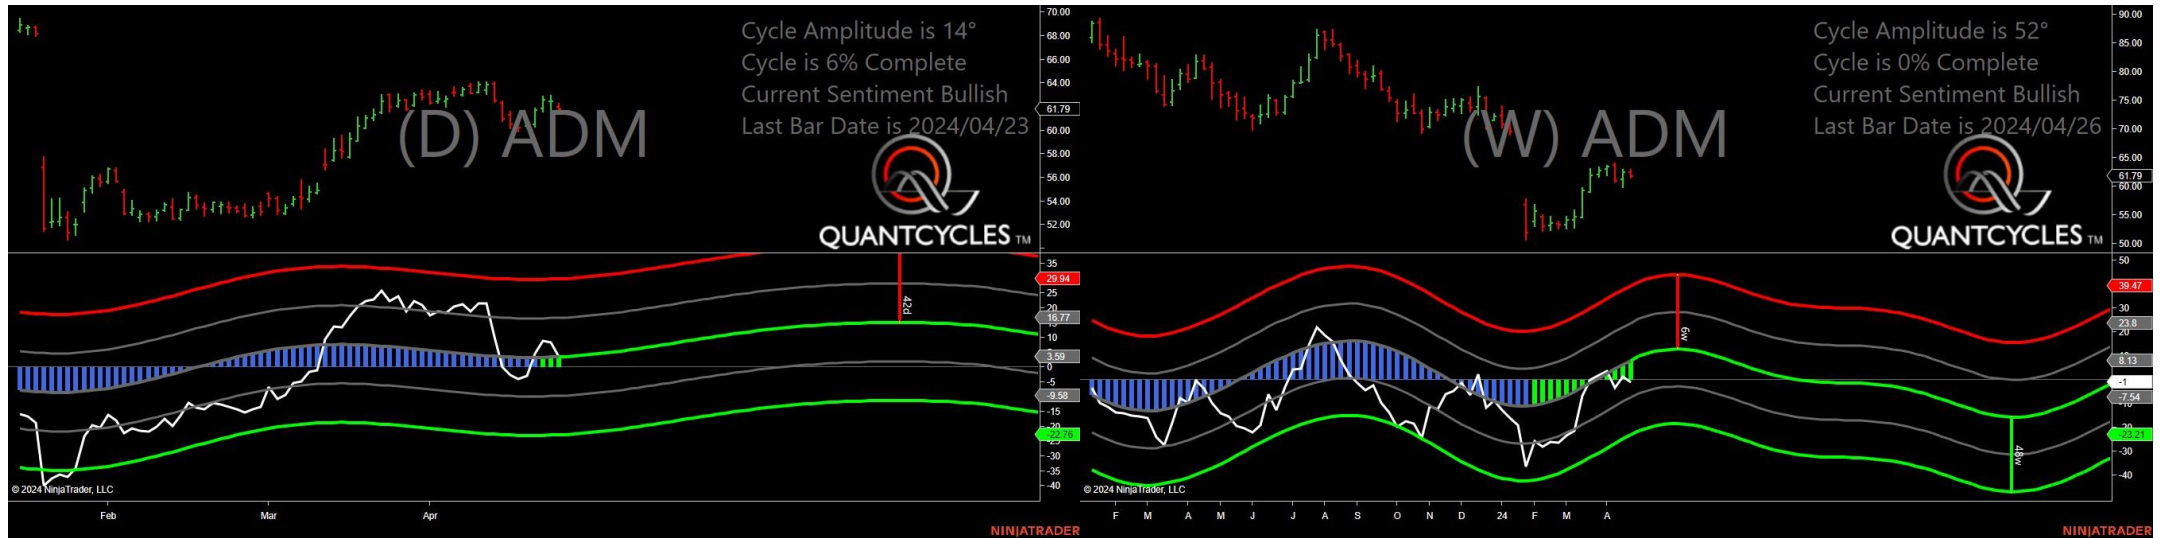 Cycle Amplitude is 14°
Cycle is 6% Complete
Current Sentiment Bullish
Last Bar Date is 2024/04/23
(D) ADM
QUANTCYCLES TM
70.00
68.00
66.00
64.00
61.79
60.00
58.00
56.00
54.00
52.00
42d
35
29.94
25
20
16.77
10
3.59
0
-5
-9.58
-15
-22.76
-30
-35
-40
© 2024 NinjaTrader, LLC
Feb Mar Apr
NINJATRADER
Cycle Amplitude is 52°
Cycle is 0% Complete
Current Sentiment Bullish
Last Bar Date is 2024/04/26
(W) ADM
QUANTCYCLES TM
90.00
85.00
80.00
75.00
70.00
65.00
61.79
60.00
55.00
50.00
6w
48w
50
39.47
30
23.8
20
8.13
-1
-7.54
-23.21
-30
-40
© 2024 NinjaTrader, LLC
F M A M J J A S O N D 24 F M A
NINJATRADER